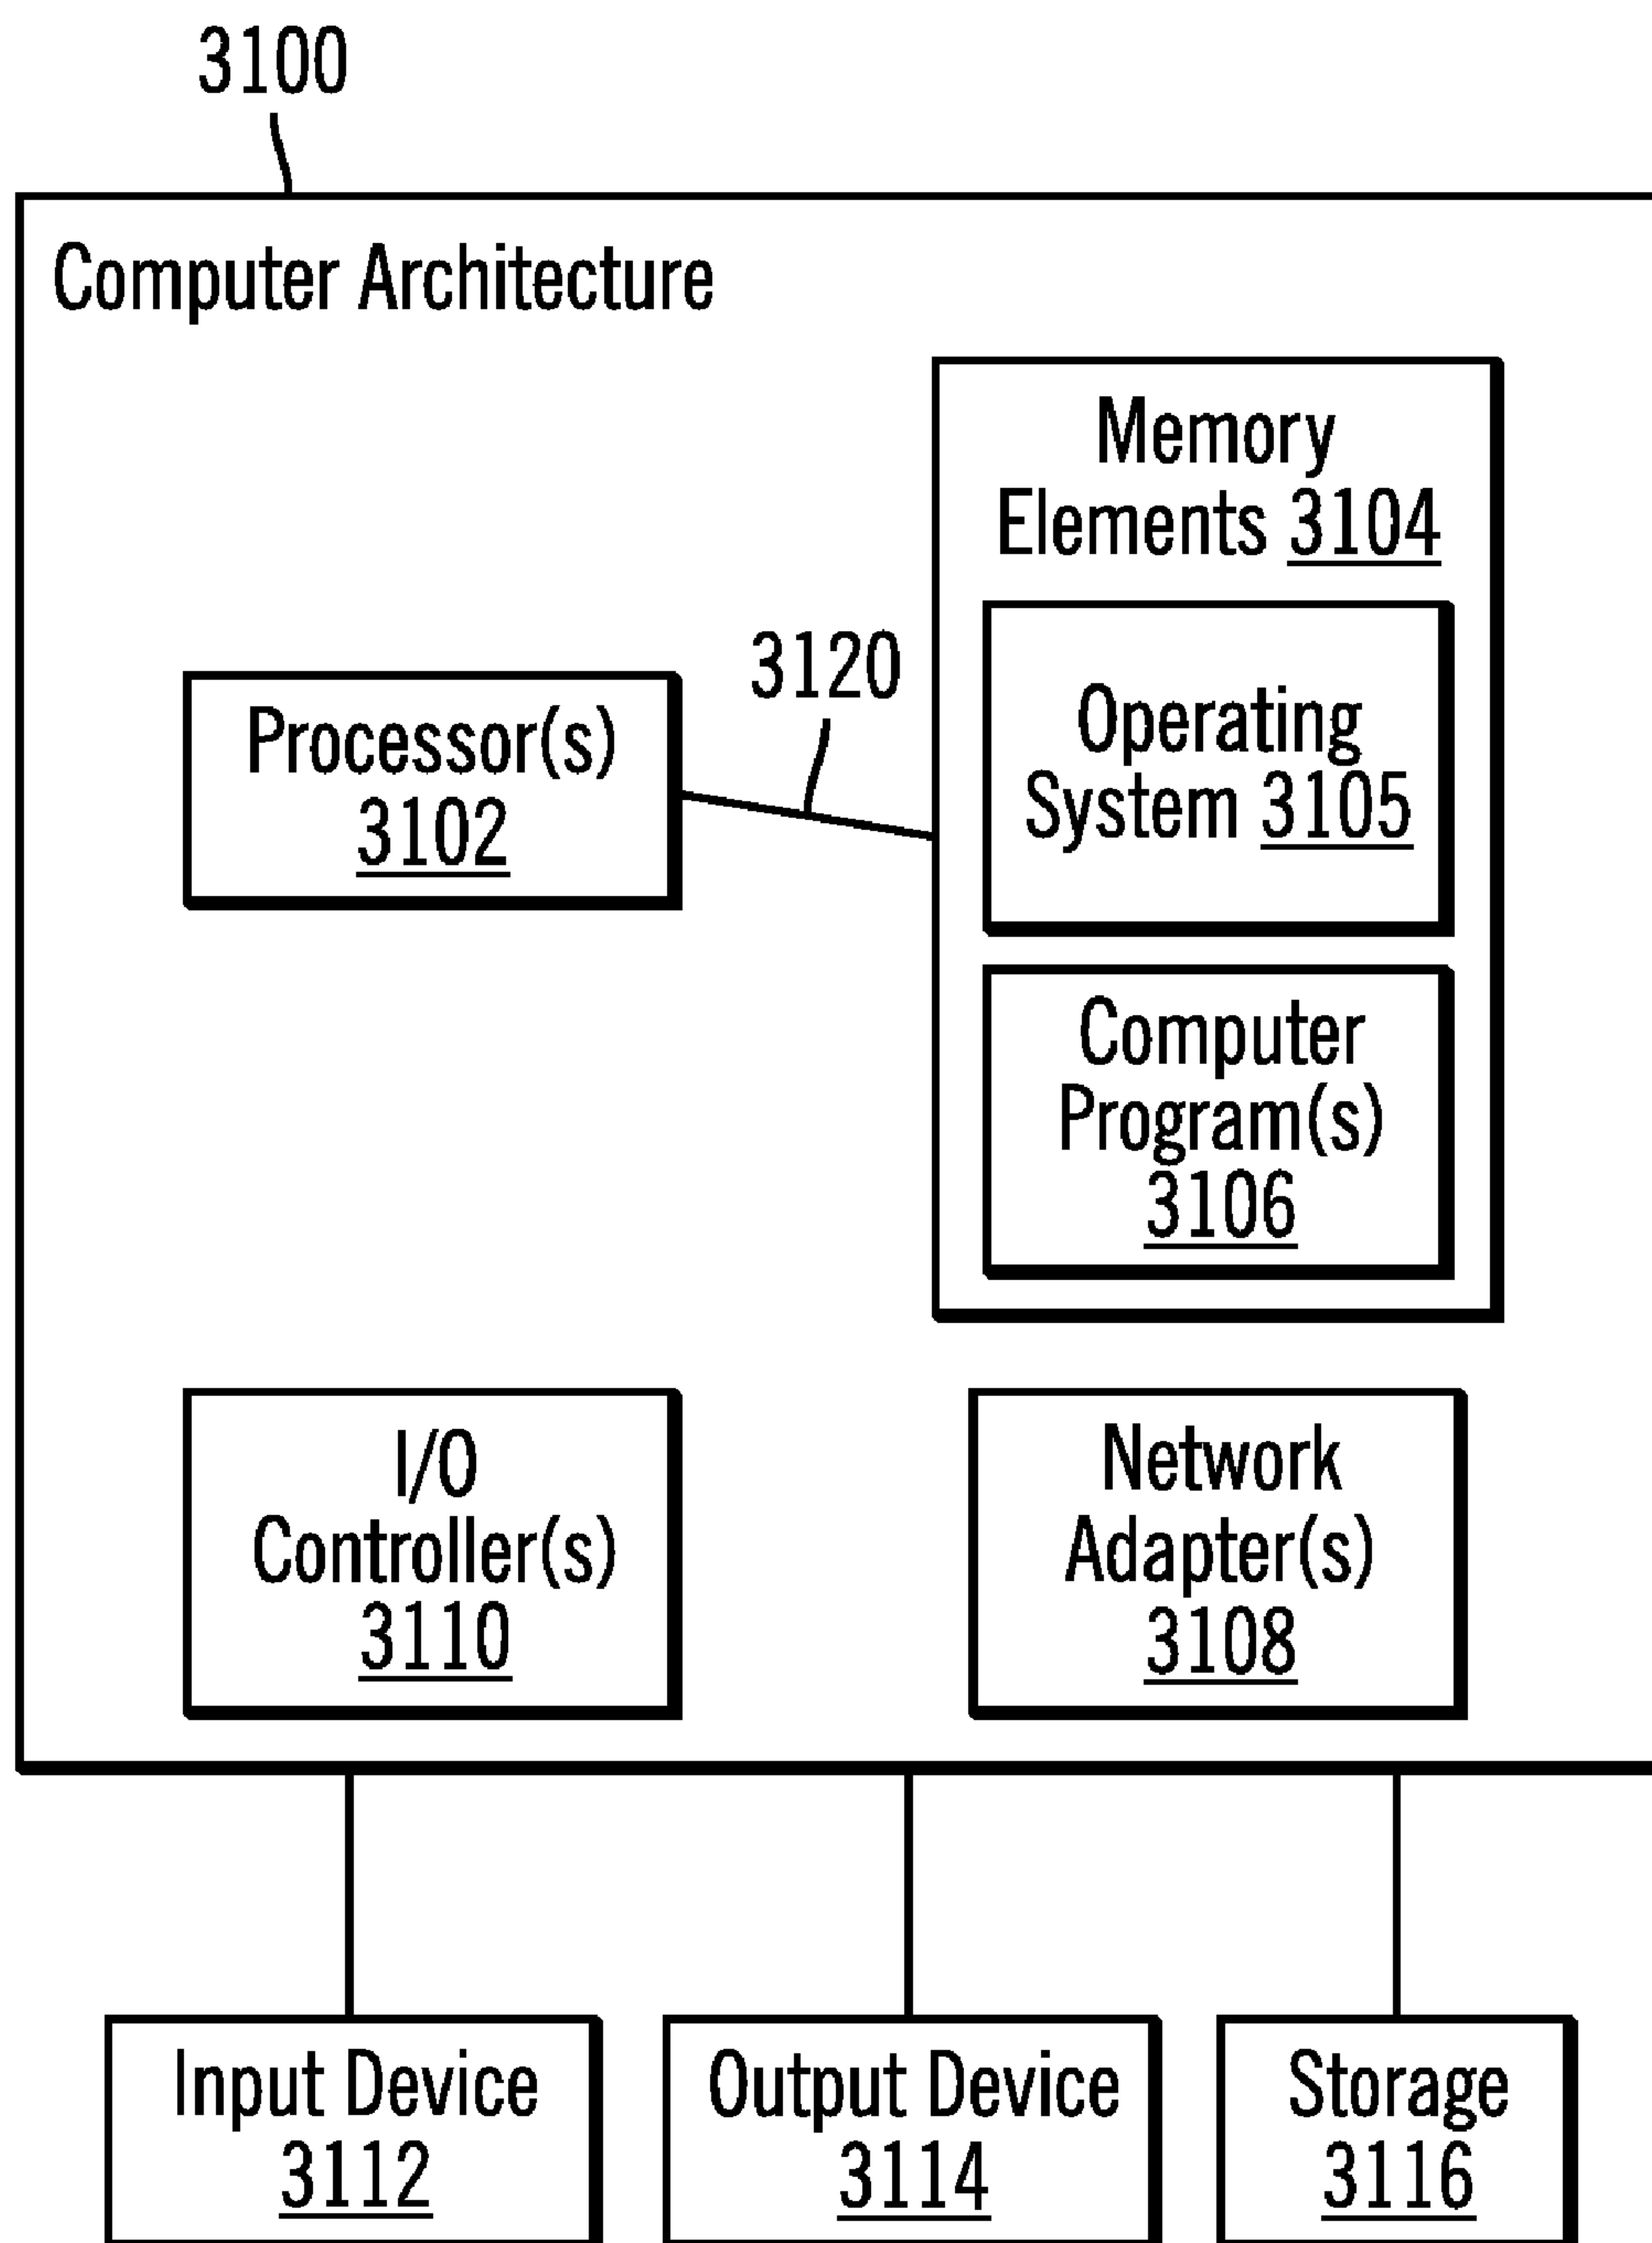 3100
Computer Architecture
Memory
Elements 3104
3120
Operating
System 3105
Processor(s)
3102
Computer
Program(s)
3106
I/O
Controller(s)
3110
Network
Adapter(s)
3108
Input Device
3112
Output Device
3114
Storage
3116